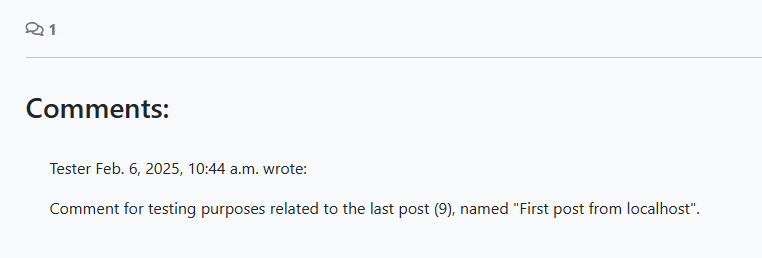 1
Comments:
Tester Feb. 6, 2025, 10:44 a.m. wrote:
Comment for testing purposes related to the last post (9), named "First post from localhost".